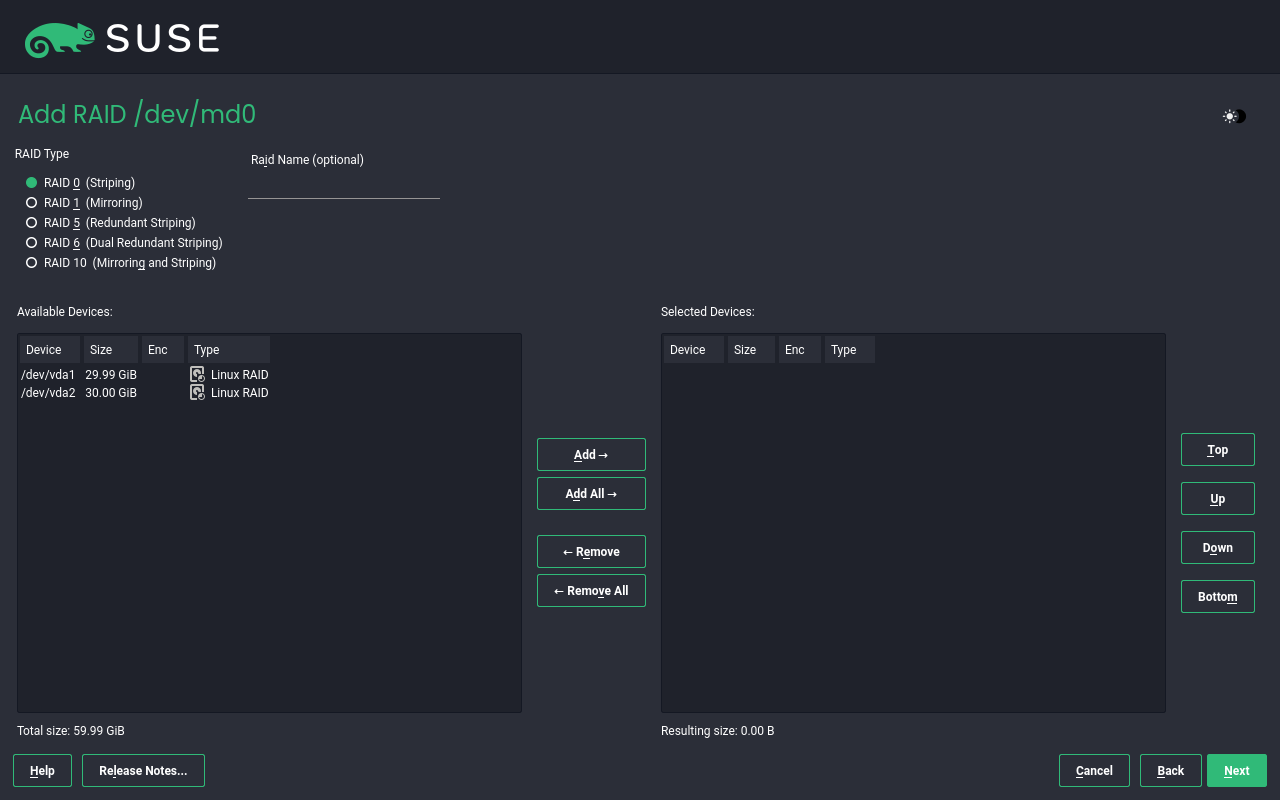 SUSE
Add RAID /dev/md0
RAID Type
Raid Name (optional)
RAID 0 (Striping)
RAID 1 (Mirroring)
RAID 5 (Redundant Striping)
RAID 6 (Dual Redundant Striping)
RAID 10 (Mirroring and Striping)
Available Devices:
Device Size Enc Type
/dev/vda1 29.99 GiB Linux RAID
/dev/vda2 30.00 GiB Linux RAID
Total size: 59.99 GiB
Add →
Add All →
← Remove
← Remove All
Selected Devices:
Device Size Enc Type
Resulting size: 0.00 B
Top
Up
Down
Bottom
Help Release Notes... Cancel Back Next